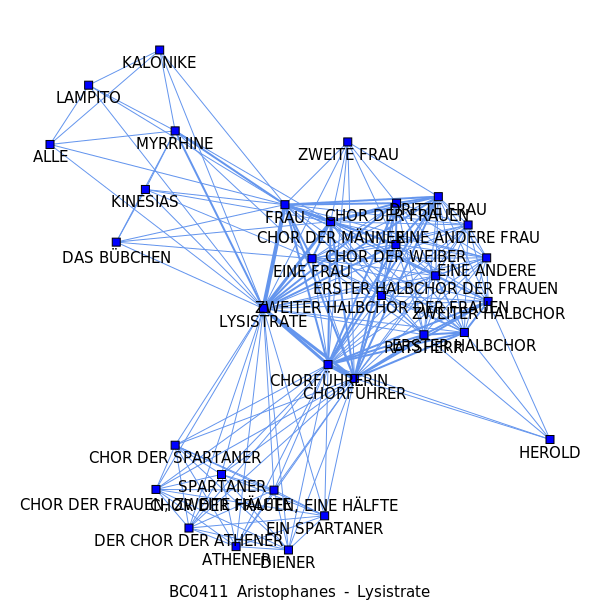 KALONIKE
LAMPITO
MYRRHINE
ALLE
ZWEITE FRAU
KINESIAS
DRITTE FRAU
CHOR DER FRAUEN
FRAU
CHOR DER MÄNNER
EINE ANDERE FRAU
DAS BÜBCHEN
CHOR DER WEIBER
EINE FRAU
EINE ANDERE
ERSTER HALBCHOR DER FRAUEN
ZWEITER HALBCHOR DER FRAUEN
ZWEITER HALBCHOR
LYSISTRATE
RATSHERR
ERSTER HALBCHOR
CHORFÜHRERIN
CHORFÜHRER
HEROLD
CHOR DER SPARTANER
SPARTANER
CHOR DER FRAUEN, ZWEITE HÄLFTE
CHOR DER FRAUEN, EINE HÄLFTE
EIN SPARTANER
DER CHOR DER ATHENER
ATHENER
DIENER
BC0411 Aristophanes - Lysistrate